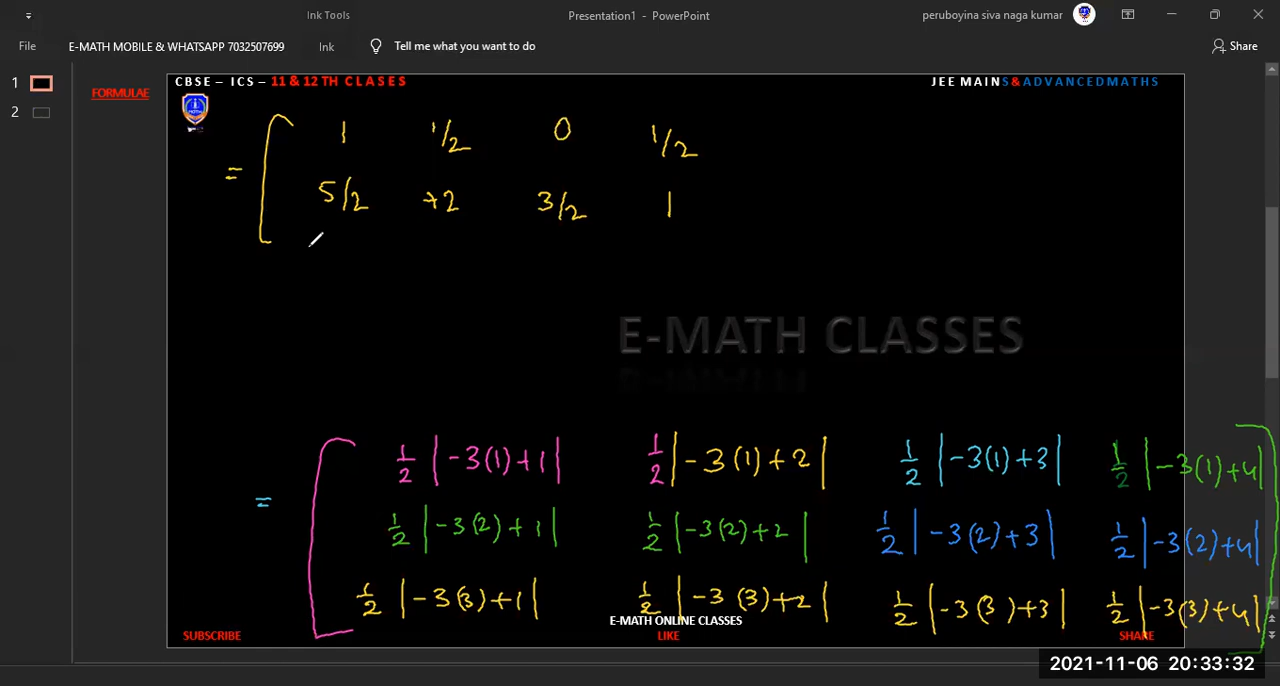 Ink Tools
Presentation1 - PowerPoint
peruboyina siva naga kumar
File
E-MATH MOBILE & WHATSAPP 7032507699
Ink
Tell me what you want to do
Share
1
2
FORMULAE
CBSE – ICS – 11 & 12 TH CLASES
JEE MAINS&ADVANCEDMATHS
= [ 1 1/2 0 1/2
5/2 +2 3/2 1
E-MATH CLASSES
= [ 1/2 |-3(1)+1| 1/2 |-3(1)+2| 1/2 |-3(1)+3| 1/2 |-3(1)+4|
1/2 |-3(2)+1| 1/2 |-3(2)+2| 1/2 |-3(2)+3| 1/2 |-3(2)+4|
1/2 |-3(3)+1| 1/2 |-3(3)+2| 1/2 |-3(3)+3| 1/2 |-3(3)+4| ]
E-MATH ONLINE CLASSES
SUBSCRIBE
LIKE
SHARE
2021-11-06 20:33:32